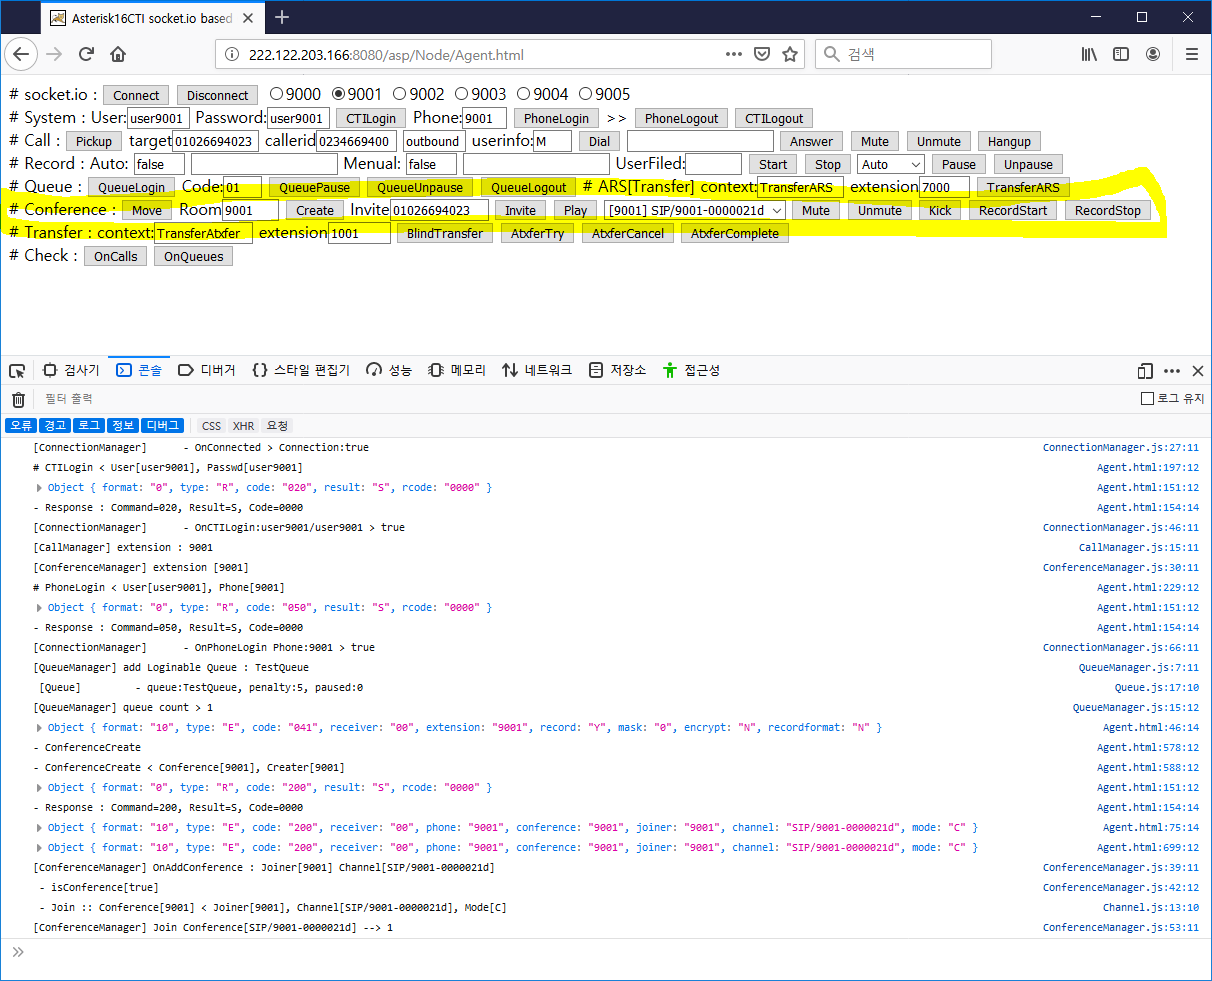 Asterisk16CTI socket.io based
222.122.203.166:8080/asp/Node/Agent.html
검색
# socket.io : Connect Disconnect 9000 9001 9002 9003 9004 9005
# System : User: user9001 Password: user9001 CTILogin Phone: 9001 PhoneLogin >> PhoneLogout CTILogout
# Call : Pickup target 01026694023 callerid 0234669400 outbound userinfo: M Dial Answer Mute Unmute Hangup
# Record : Auto: false Menual: false UserFiled: Start Stop Auto Pause Unpause
# Queue : QueueLogin Code: 01 QueuePause QueueUnpause QueueLogout # ARS[Transfer] context: TransferARS extension 7000 TransferARS
# Conference : Move Room 9001 Create Invite 01026694023 Invite Play [9001] SIP/9001-0000021d Mute Unmute Kick RecordStart RecordStop
# Transfer : context: TransferAtxfer extension 1001 BlindTransfer AtxferTry AtxferCancel AtxferComplete
# Check : OnCalls OnQueues
검사기 콘솔 디버거 스타일 편집기 성능 메모리 네트워크 저장소 접근성
필터 출력 로그 유지
오류 경고 로그 정보 디버그 CSS XHR 요청
[ConnectionManager] - OnConnected > Connection:true ConnectionManager.js:27:11
# CTILogin < User[user9001], Passwd[user9001] Agent.html:197:12
Object { format: "0", type: "R", code: "020", result: "S", rcode: "0000" } Agent.html:151:12
- Response : Command=020, Result=S, Code=0000 Agent.html:154:14
[ConnectionManager] - OnCTILogin:user9001/user9001 > true ConnectionManager.js:46:11
[CallManager] extension : 9001 CallManager.js:15:11
[ConferenceManager] extension [9001] ConferenceManager.js:30:11
# PhoneLogin < User[user9001], Phone[9001] Agent.html:229:12
Object { format: "0", type: "R", code: "050", result: "S", rcode: "0000" } Agent.html:151:12
- Response : Command=050, Result=S, Code=0000 Agent.html:154:14
[ConnectionManager] - OnPhoneLogin Phone:9001 > true ConnectionManager.js:66:11
[QueueManager] add Loginable Queue : TestQueue QueueManager.js:7:11
[Queue] - queue:TestQueue, penalty:5, paused:0 Queue.js:17:10
[QueueManager] queue count > 1 QueueManager.js:15:12
Object { format: "10", type: "E", code: "041", receiver: "00", extension: "9001", record: "Y", mask: "0", encrypt: "N", recordformat: "N" } Agent.html:46:14
- ConferenceCreate Agent.html:578:12
- ConferenceCreate < Conference[9001], Creater[9001] Agent.html:588:12
Object { format: "0", type: "R", code: "200", result: "S", rcode: "0000" } Agent.html:151:12
- Response : Command=200, Result=S, Code=0000 Agent.html:154:14
Object { format: "10", type: "E", code: "200", receiver: "00", phone: "9001", conference: "9001", joiner: "9001", channel: "SIP/9001-0000021d", mode: "C" } Agent.html:75:14
Object { format: "10", type: "E", code: "200", receiver: "00", phone: "9001", conference: "9001", joiner: "9001", channel: "SIP/9001-0000021d", mode: "C" } Agent.html:699:12
[ConferenceManager] OnAddConference : Joiner[9001] Channel[SIP/9001-0000021d] ConferenceManager.js:39:11
- isConference[true] ConferenceManager.js:42:12
- Join :: Conference[9001] < Joiner[9001], Channel[SIP/9001-0000021d], Mode[C] Channel.js:13:10
[ConferenceManager] Join Conference[SIP/9001-0000021d] --> 1 ConferenceManager.js:53:11